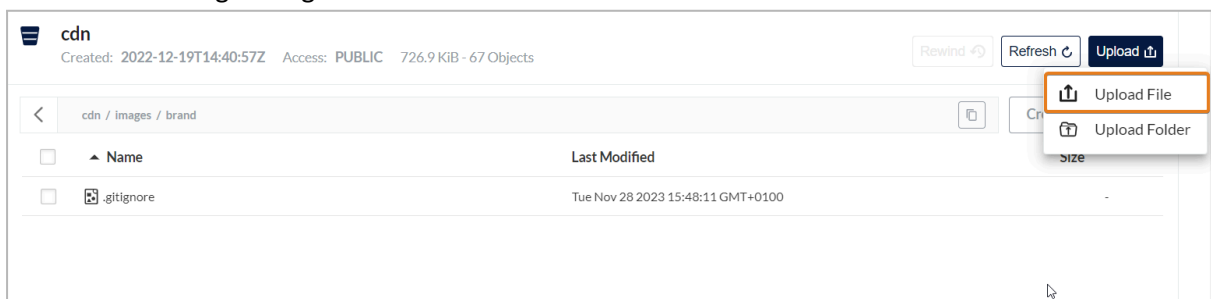 cdn
Created: 2022-12-19T14:40:57Z Access: PUBLIC 726.9 KiB - 67 Objects
Rewind Refresh Upload
Upload File
Upload Folder
cdn / images / brand
Name Last Modified Size
.gitignore Tue Nov 28 2023 15:48:11 GMT+0100 -